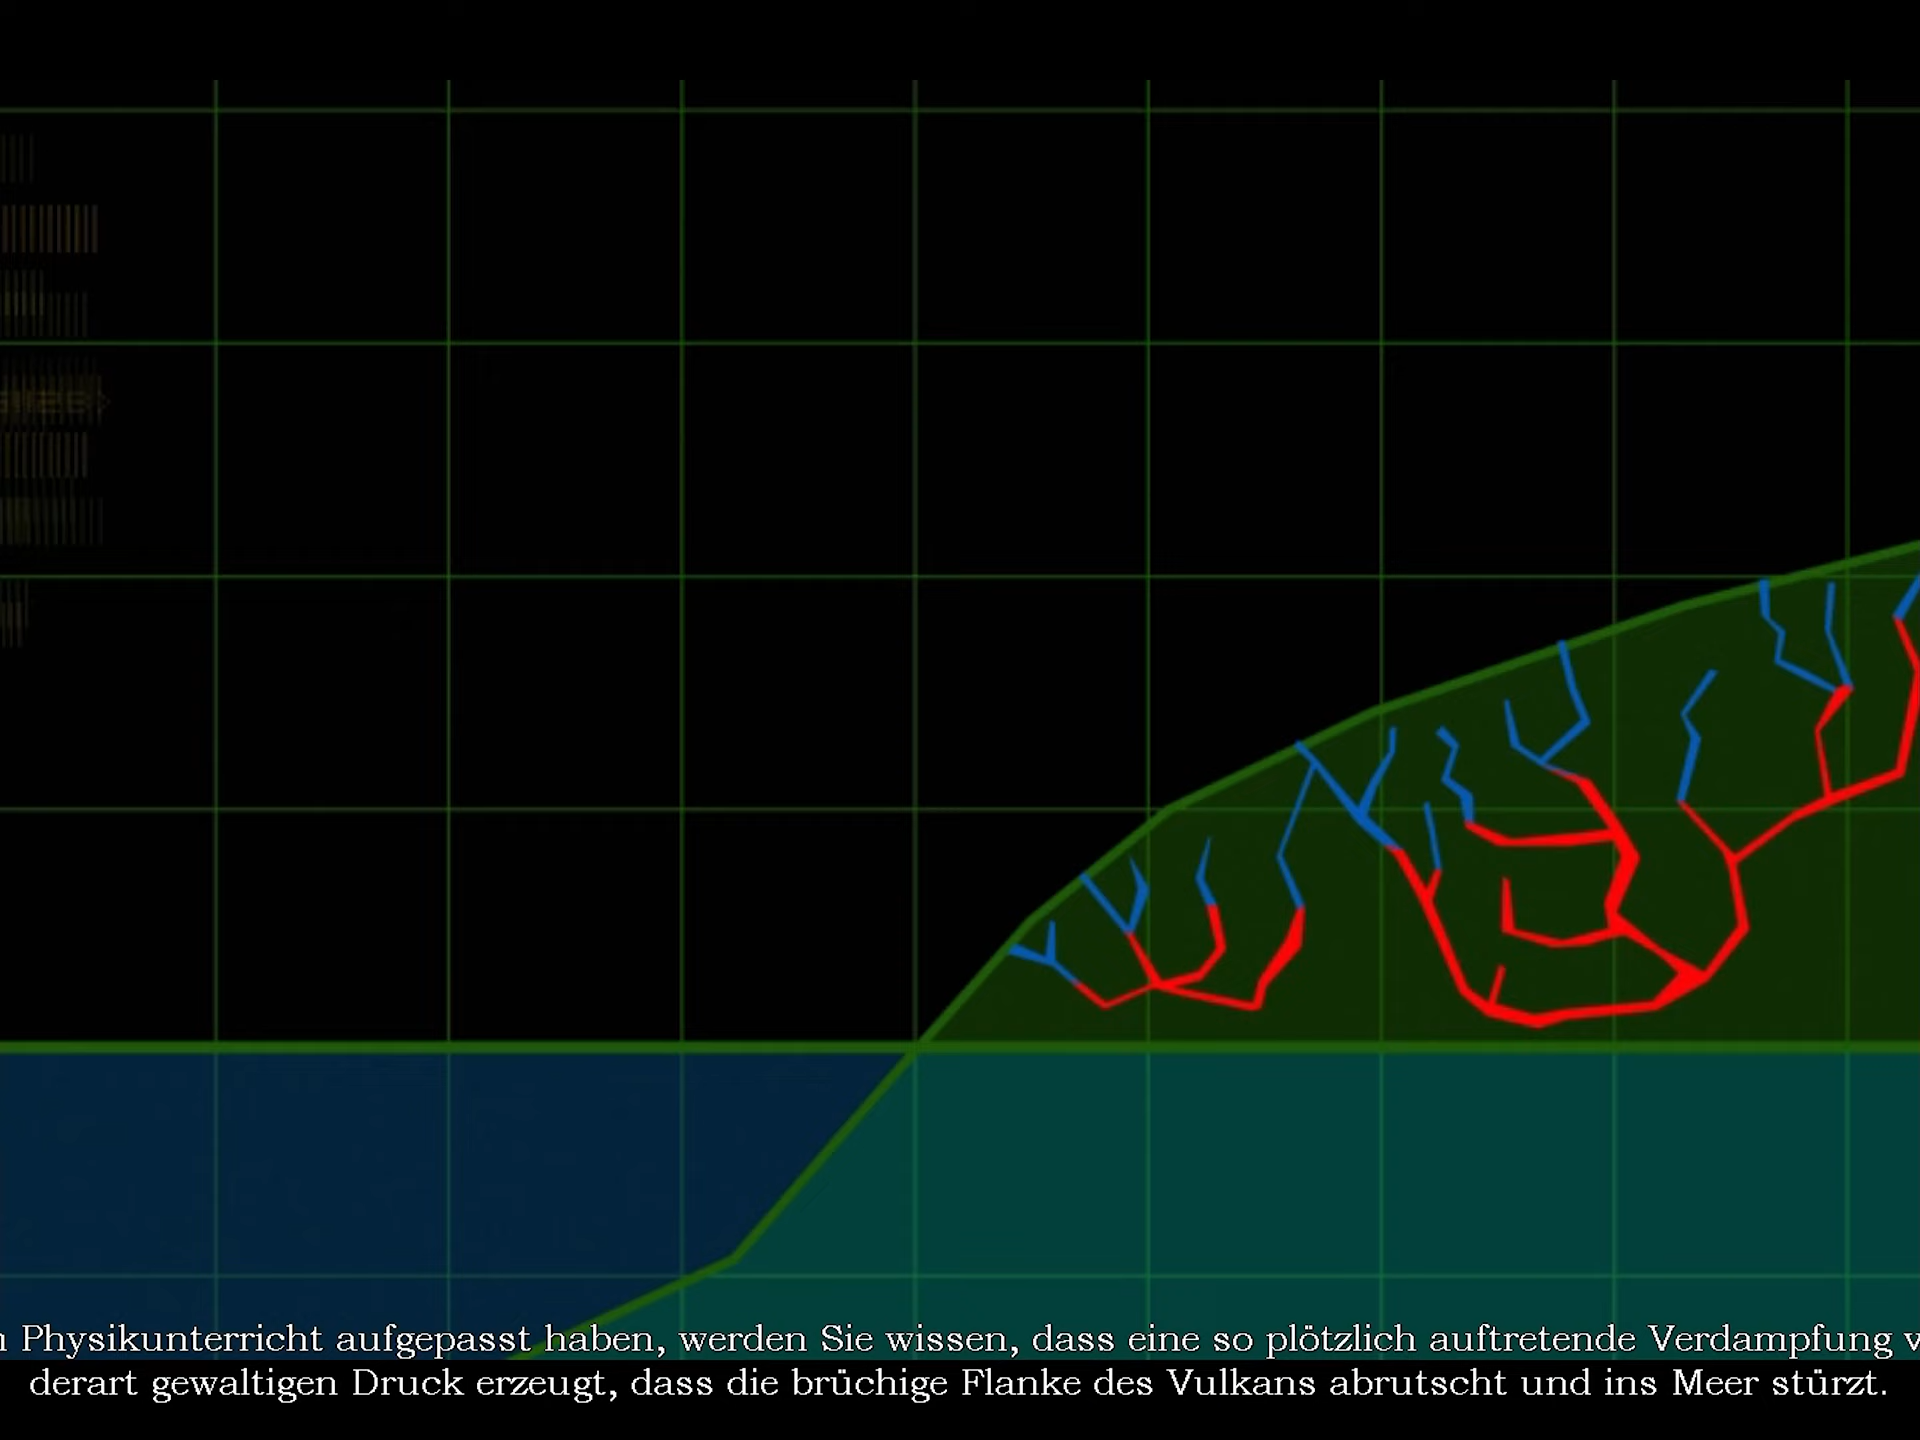 Physikunterricht aufgepasst haben, werden Sie wissen, dass eine so plötzlich auftretende Verdampfung
derart gewaltigen Druck erzeugt, dass die brüchige Flanke des Vulkans abrutscht und ins Meer stürzt.